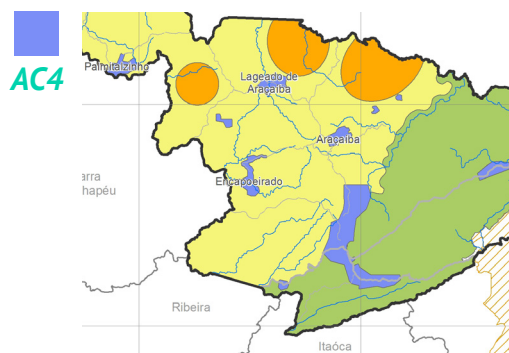 AC4
Palmitalzinho
Lageado de
Araçaíba
Araçaíba
Encapoeirado
arra
hapéu
Ribeira
Itaóca